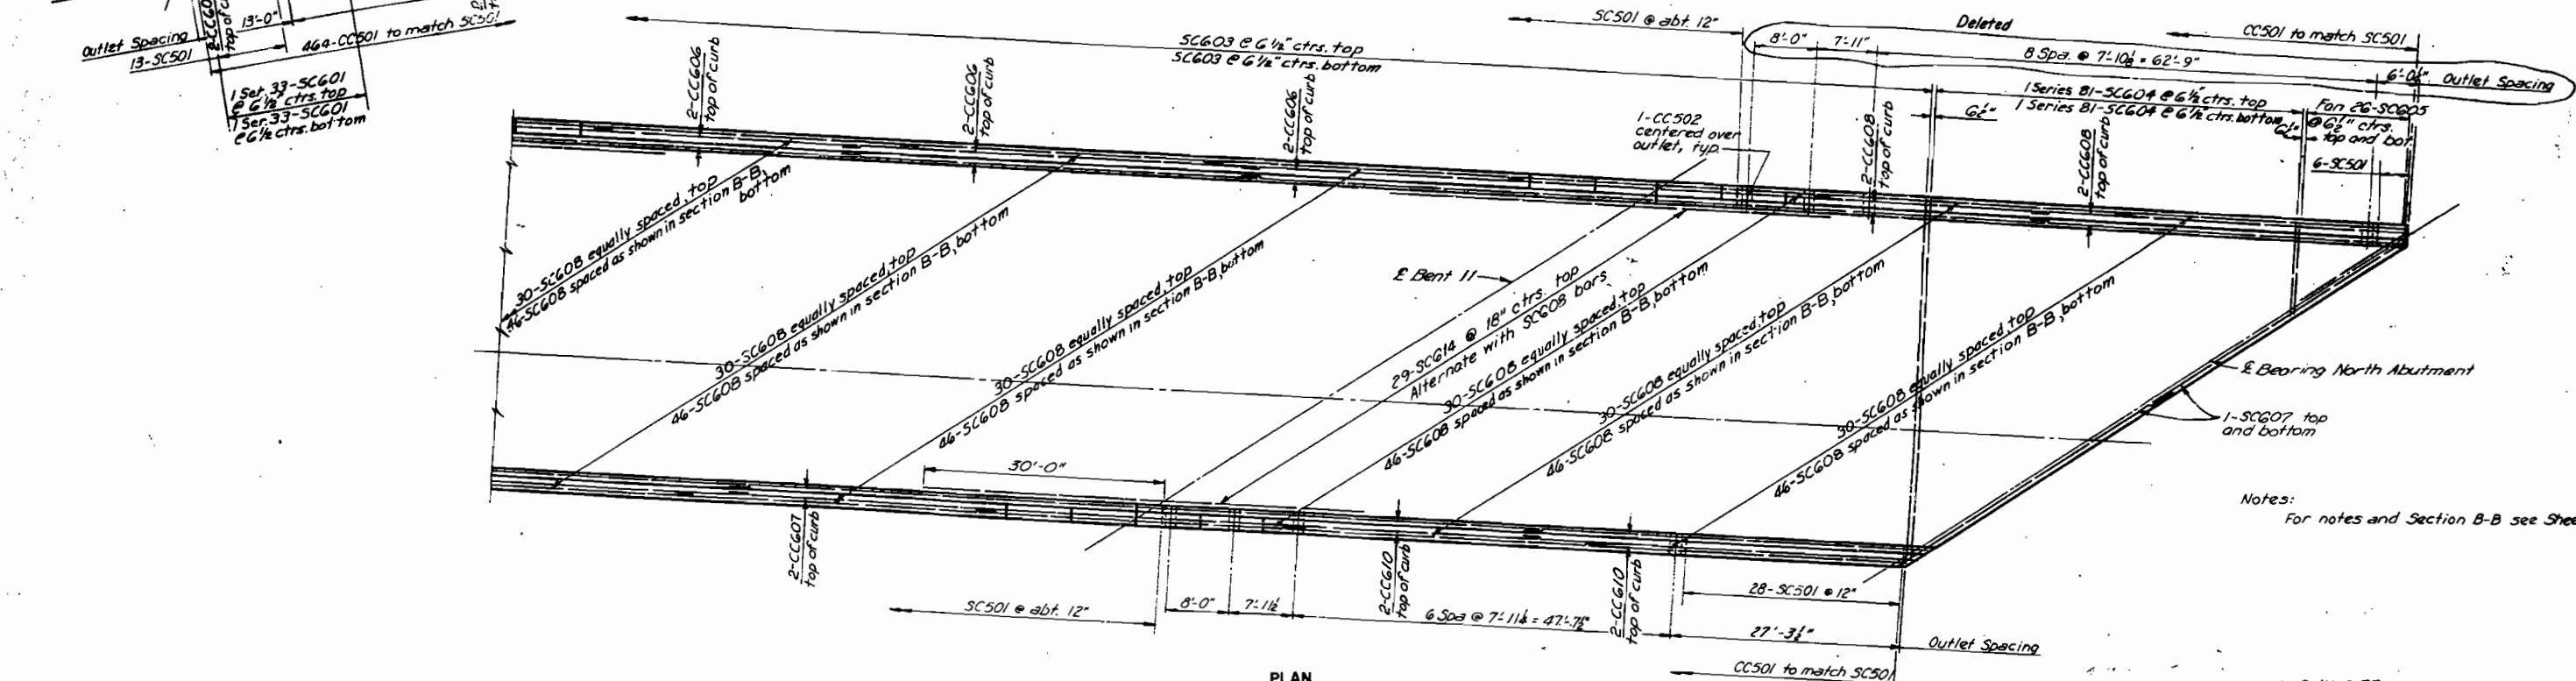 Outlet Spacing
13-SC501
13'-0"
464-CC501 to match SC501
top of cu
1 Set. 33-SC601
@ 6½" ctrs. top
1 Ser. 33-SC601
@ 6½ ctrs. bottom
SC603 @ 6½" ctrs. top
SC603 @ 6½" ctrs. bottom
SC501 @ abt. 12"
Deleted
CC501 to match SC501
8'-0"
7'-11"
8 Spa. @ 7'-10⅛ = 62'-9"
6'-0½"
Outlet Spacing
1 Series 81-SC604 @ 6½ ctrs. top
1 Series 81-SC604 @ 6½ ctrs. bottom
6½"
6½"
Fan 26-SC605
@ 6½" ctrs.
top and bot.
6-SC501
2-CC606
top of curb
2-CC606
top of curb
2-CC606
top of curb
1-CC502
centered over
outlet, typ.
2-CC608
top of curb
2-CC608
top of curb
30-SC608 equally spaced, top
46-SC608 spaced as shown in section B-B,
bottom
30-SC608 equally spaced, top
46-SC608 spaced as shown in section B-B, bottom
30-SC608 equally spaced, top
46-SC608 spaced as shown in section B-B, bottom
₤ Bent 11
29-SC614 @ 18" ctrs. top
Alternate with SC608 bars
30-SC608 equally spaced, top
46-SC608 spaced as shown in section B-B, bottom
30-SC608 equally spaced, top
46-SC608 spaced as shown in section B-B, bottom
30-SC608 equally spaced, top
46-SC608 spaced as shown in section B-B, bottom
₤ Bearing North Abutment
1-SC607 top
and bottom
Notes:
For notes and Section B-B see Shee
30'-0"
2-CC607
top of curb
2-CC610
top of curb
2-CC610
top of curb
28-SC501 @ 12"
SC501 @ abt. 12"
8'-0"
7'-11½
6 Spa @ 7'-11¼ = 47'-7½"
27'-3½"
Outlet Spacing
CC501 to match SC501
PLAN